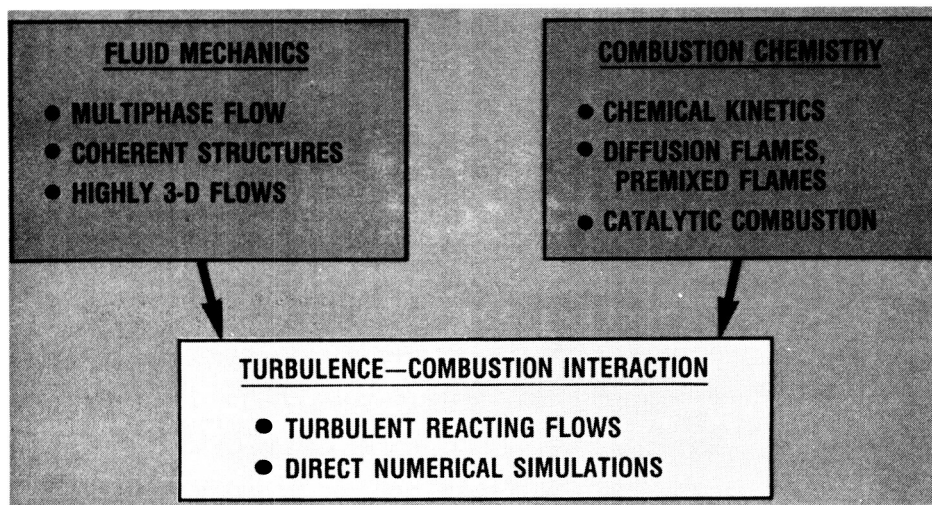 FLUID MECHANICS
● MULTIPHASE FLOW
● COHERENT STRUCTURES
● HIGHLY 3-D FLOWS
COMBUSTION CHEMISTRY
● CHEMICAL KINETICS
● DIFFUSION FLAMES,
PREMIXED FLAMES
● CATALYTIC COMBUSTION
TURBULENCE—COMBUSTION INTERACTION
● TURBULENT REACTING FLOWS
● DIRECT NUMERICAL SIMULATIONS